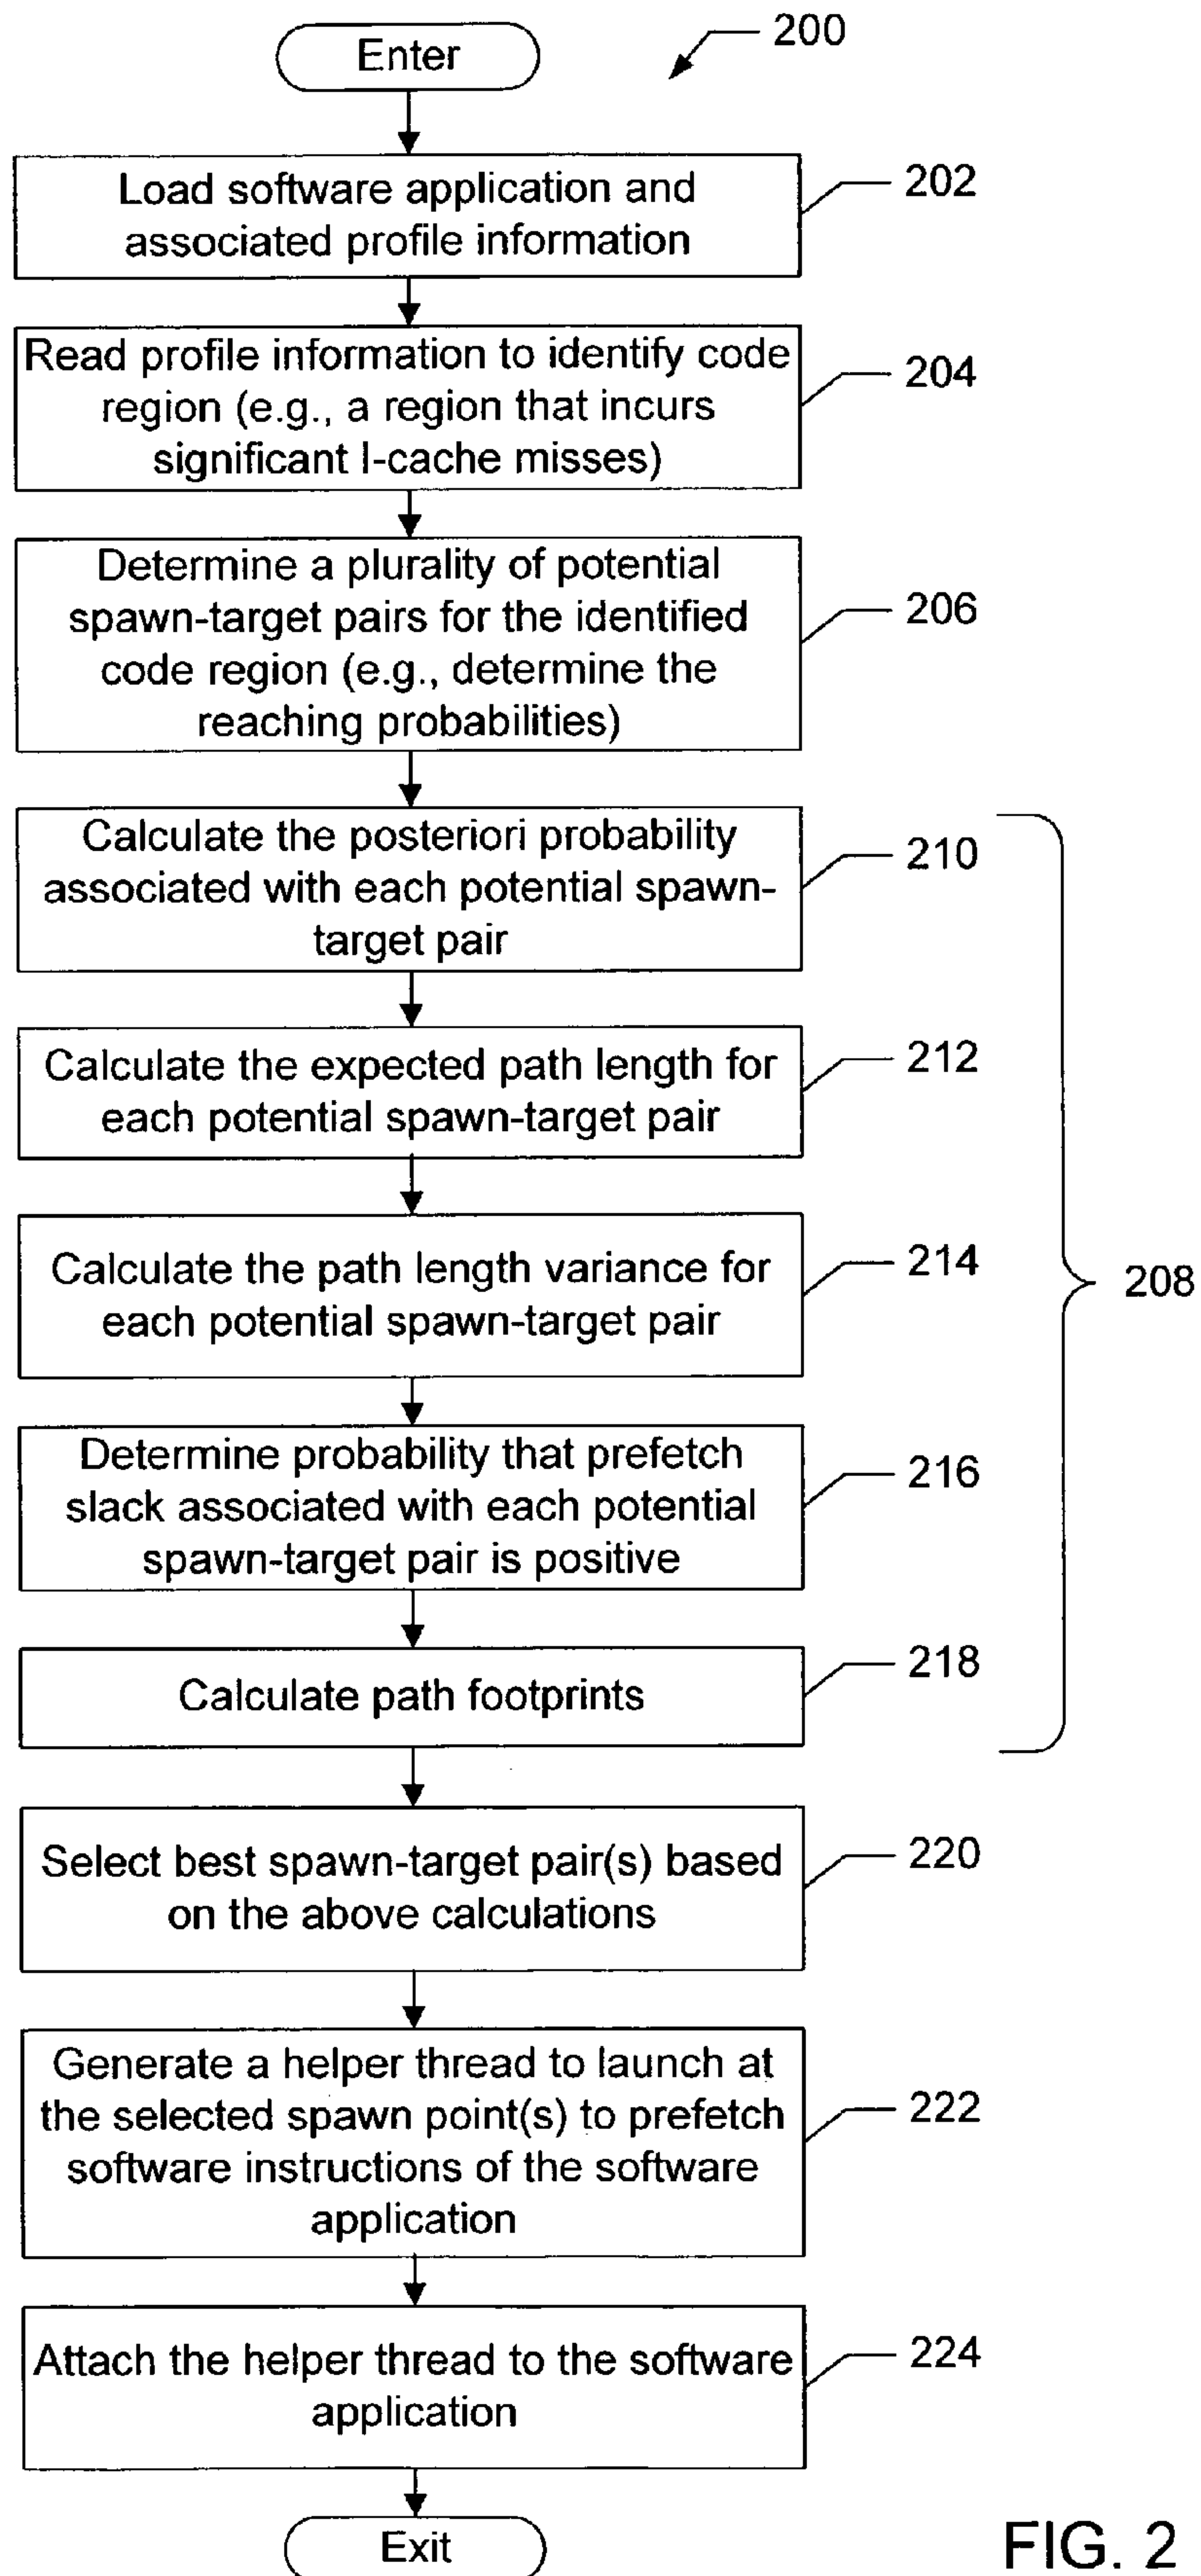 Enter
200
Load software application and
associated profile information
202
Read profile information to identify code
region (e.g., a region that incurs
significant I-cache misses)
204
Determine a plurality of potential
spawn-target pairs for the identified
code region (e.g., determine the
reaching probabilities)
206
Calculate the posteriori probability
associated with each potential spawn-
target pair
210
Calculate the expected path length for
each potential spawn-target pair
212
Calculate the path length variance for
each potential spawn-target pair
214
208
Determine probability that prefetch
slack associated with each potential
spawn-target pair is positive
216
Calculate path footprints
218
Select best spawn-target pair(s) based
on the above calculations
220
Generate a helper thread to launch at
the selected spawn point(s) to prefetch
software instructions of the software
application
222
Attach the helper thread to the software
application
224
Exit
FIG. 2